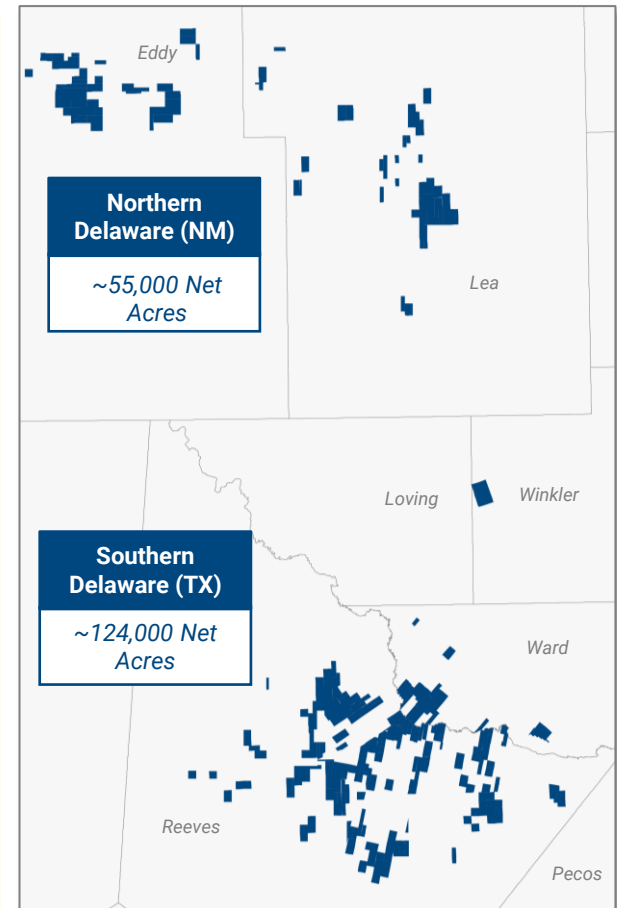 Eddy
Northern
Delaware (NM)
~55,000 Net
Acres
Lea
Loving
Winkler
Southern
Delaware (TX)
~124,000 Net
Acres
Ward
Reeves
Pecos